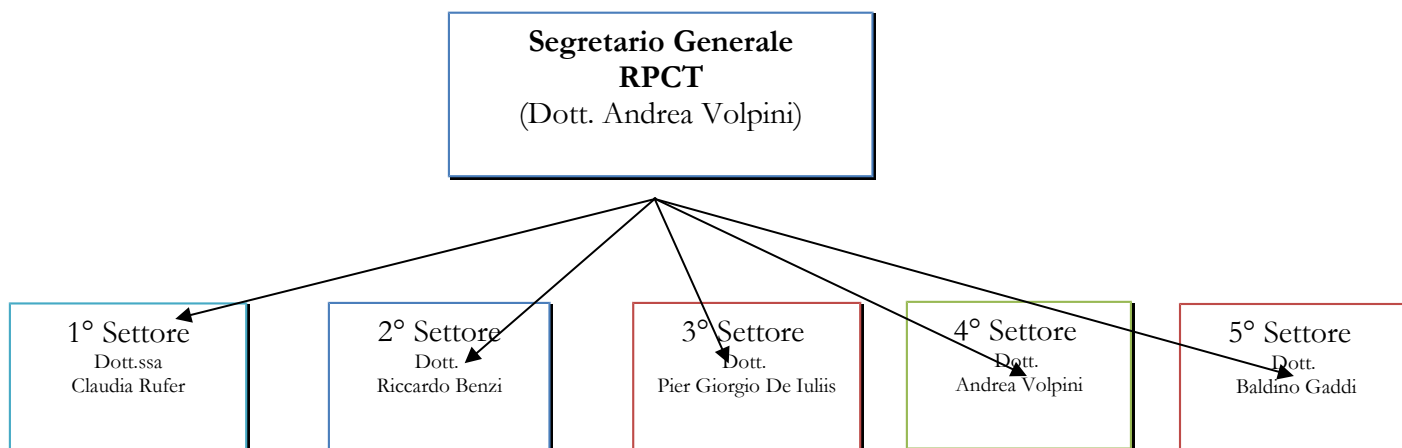 Segretario Generale
RPCT
(Dott. Andrea Volpini)
1° Settore
Dott.ssa
Claudia Rufer
2° Settore
Dott.
Riccardo Benzi
3° Settore
Dott.
Pier Giorgio De Iuliis
4° Settore
Dott.
Andrea Volpini
5° Settore
Dott.
Baldino Gaddi